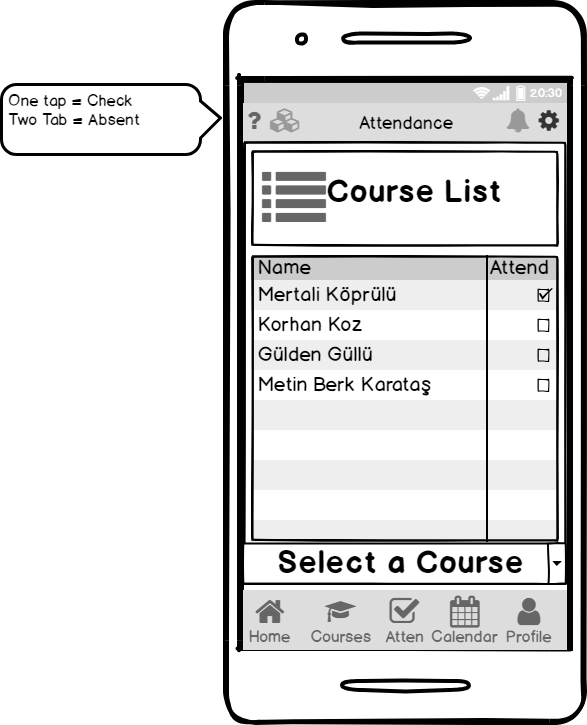 One tap = Check
Two Tab = Absent
20:30
? Attendance
Course List
Name Attend
Mertali Köprülü
Korhan Koz
Gülden Güllü
Metin Berk Karataş
Select a Course
Home Courses Atten Calendar Profile